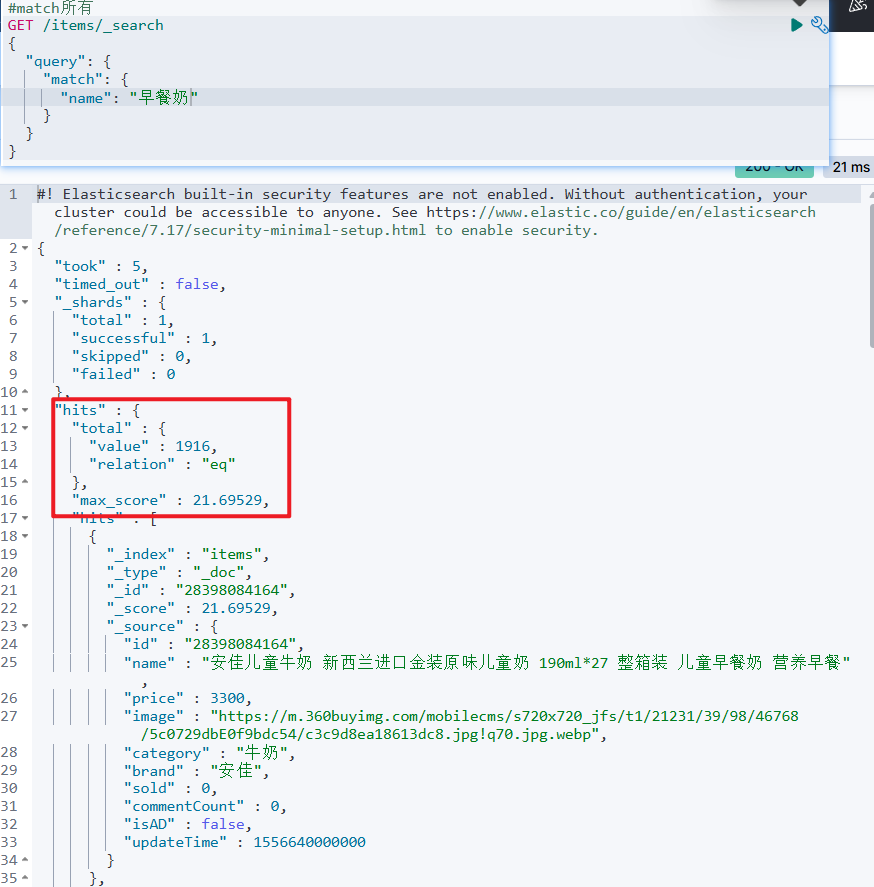 #match所有
GET /items/_search
{
  "query": {
    "match": {
      "name": "早餐奶"
    }
  }
}
200 - OK
21 ms
1 #! Elasticsearch built-in security features are not enabled. Without authentication, your
cluster could be accessible to anyone. See https://www.elastic.co/guide/en/elasticsearch
/reference/7.17/security-minimal-setup.html to enable security.
2 {
3   "took" : 5,
4   "timed_out" : false,
5   "_shards" : {
6     "total" : 1,
7     "successful" : 1,
8     "skipped" : 0,
9     "failed" : 0
10   },
11   "hits" : {
12     "total" : {
13       "value" : 1916,
14       "relation" : "eq"
15     },
16     "max_score" : 21.69529,
17     "hits" : [
18       {
19         "_index" : "items",
20         "_type" : "_doc",
21         "_id" : "28398084164",
22         "_score" : 21.69529,
23         "_source" : {
24           "id" : "28398084164",
25           "name" : "安佳儿童牛奶 新西兰进口金装原味儿童奶 190ml*27 整箱装 儿童早餐奶 营养早餐"
,
26           "price" : 3300,
27           "image" : "https://m.360buyimg.com/mobilecms/s720x720_jfs/t1/21231/39/98/46768
/5c0729dbE0f9bdc54/c3c9d8ea18613dc8.jpg!q70.jpg.webp",
28           "category" : "牛奶",
29           "brand" : "安佳",
30           "sold" : 0,
31           "commentCount" : 0,
32           "isAD" : false,
33           "updateTime" : 1556640000000
34         }
35       },